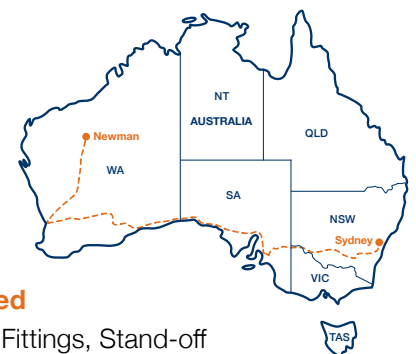 NT
AUSTRALIA
QLD
Newman
WA
SA
NSW
Sydney
VIC
TAS
ed
Fittings, Stand-off